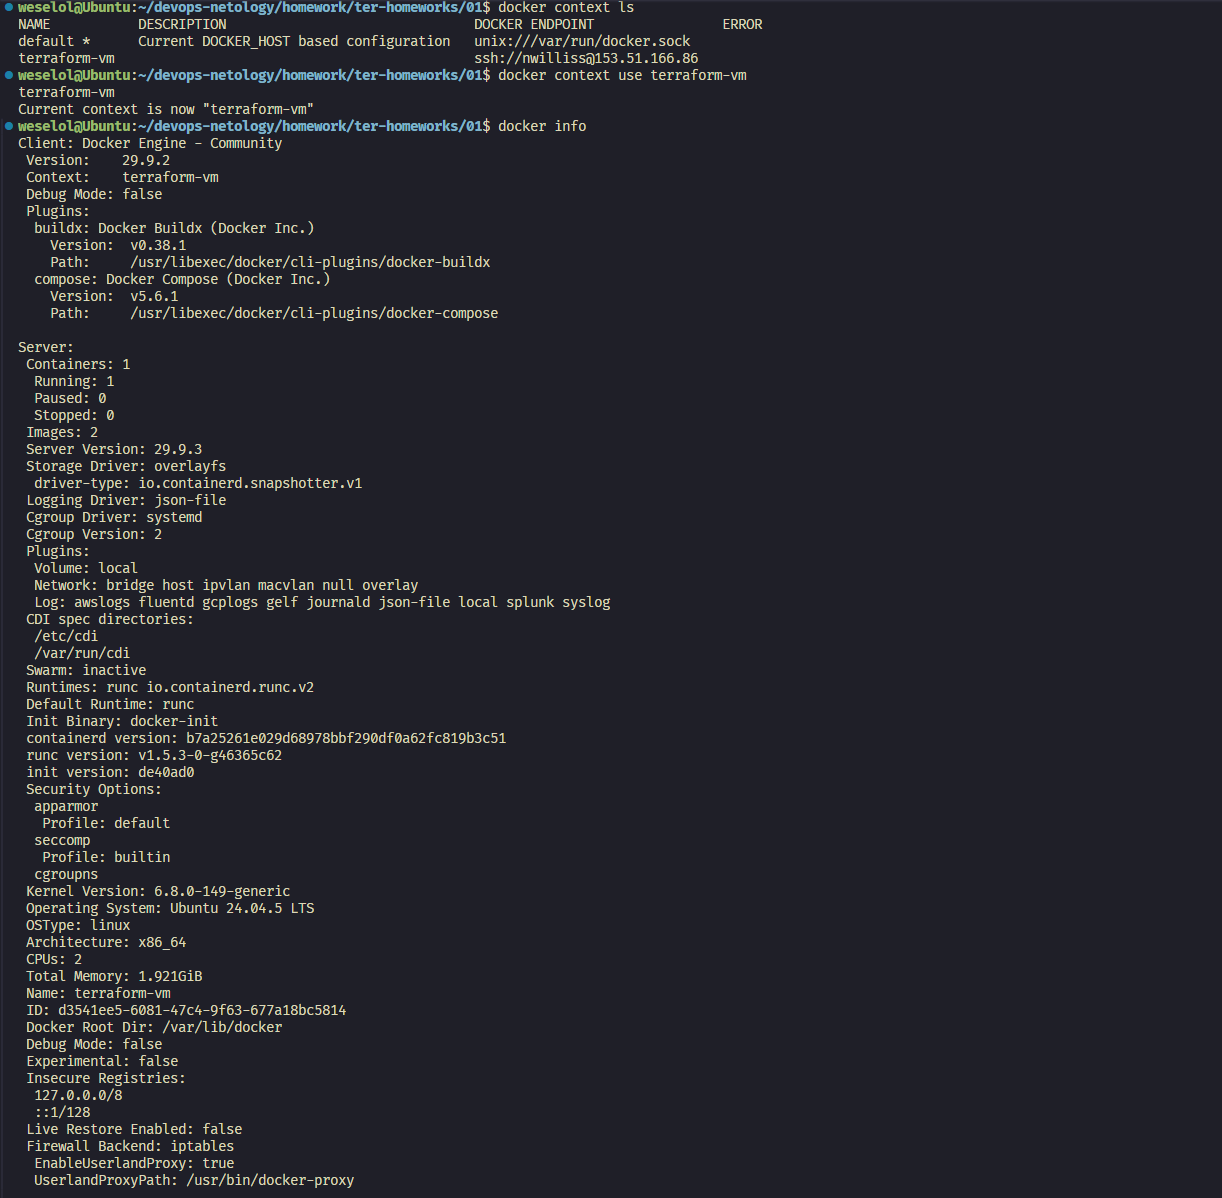 weselol@Ubuntu:~/devops-netology/homework/ter-homeworks/01$ docker context ls
NAME DESCRIPTION DOCKER ENDPOINT ERROR
default * Current DOCKER_HOST based configuration unix:///var/run/docker.sock
terraform-vm ssh://nwilliss@153.51.166.86
weselol@Ubuntu:~/devops-netology/homework/ter-homeworks/01$ docker context use terraform-vm
terraform-vm
Current context is now "terraform-vm"
weselol@Ubuntu:~/devops-netology/homework/ter-homeworks/01$ docker info
Client: Docker Engine - Community
Version: 29.9.2
Context: terraform-vm
Debug Mode: false
Plugins:
buildx: Docker Buildx (Docker Inc.)
Version: v0.38.1
Path: /usr/libexec/docker/cli-plugins/docker-buildx
compose: Docker Compose (Docker Inc.)
Version: v5.6.1
Path: /usr/libexec/docker/cli-plugins/docker-compose
Server:
Containers: 1
Running: 1
Paused: 0
Stopped: 0
Images: 2
Server Version: 29.9.3
Storage Driver: overlayfs
driver-type: io.containerd.snapshotter.v1
Logging Driver: json-file
Cgroup Driver: systemd
Cgroup Version: 2
Plugins:
Volume: local
Network: bridge host ipvlan macvlan null overlay
Log: awslogs fluentd gcplogs gelf journald json-file local splunk syslog
CDI spec directories:
/etc/cdi
/var/run/cdi
Swarm: inactive
Runtimes: runc io.containerd.runc.v2
Default Runtime: runc
Init Binary: docker-init
containerd version: b7a25261e029d68978bbf290df0a62fc819b3c51
runc version: v1.5.3-0-g46365c62
init version: de40ad0
Security Options:
apparmor
Profile: default
seccomp
Profile: builtin
cgroupns
Kernel Version: 6.8.0-149-generic
Operating System: Ubuntu 24.04.5 LTS
OSType: linux
Architecture: x86_64
CPUs: 2
Total Memory: 1.921GiB
Name: terraform-vm
ID: d3541ee5-6081-47c4-9f63-677a18bc5814
Docker Root Dir: /var/lib/docker
Debug Mode: false
Experimental: false
Insecure Registries:
127.0.0.0/8
::1/128
Live Restore Enabled: false
Firewall Backend: iptables
EnableUserlandProxy: true
UserlandProxyPath: /usr/bin/docker-proxy